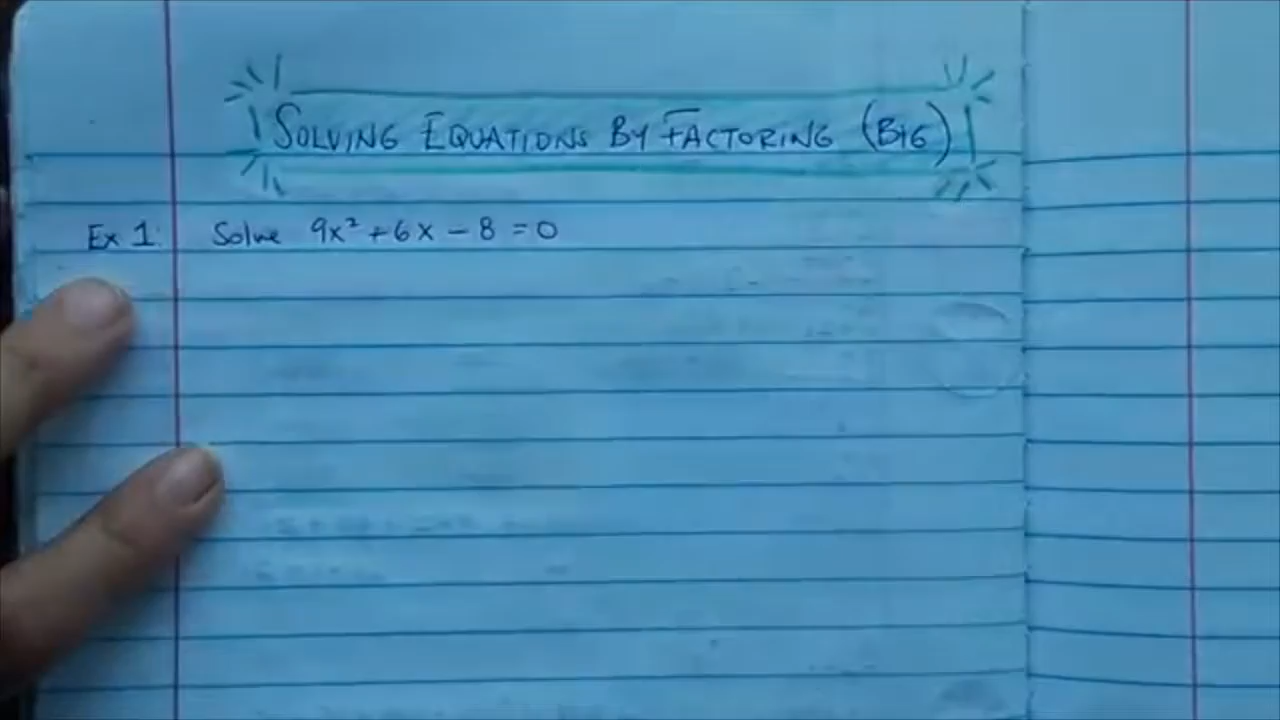 SOLVING EQUATIONS BY FACTORING (BIG)
Ex 1: Solve 9x² + 6x - 8 = 0